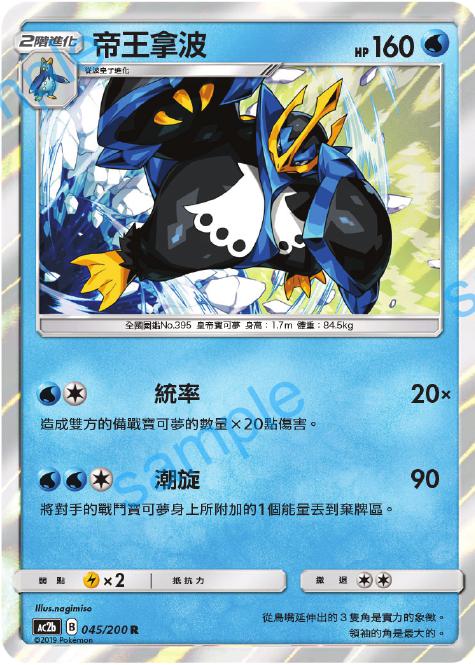 2階進化
帝王拿波
HP 160
從波皇子進化
全國圖鑑No.395 皇帝寶可夢 身高：1.7m 體重：84.5kg
統率 20×
造成雙方的備戰寶可夢的數量×20點傷害。
潮旋 90
將對手的戰鬥寶可夢身上所附加的1個能量丟到棄牌區。
sample
弱點 ×2 抵抗力 撤退
Illus.nagimiso
AC2b B 045/200 R
©2019 Pokémon
從鳥嘴延伸出的３隻角是實力的象徵。
領袖的角是最大的。